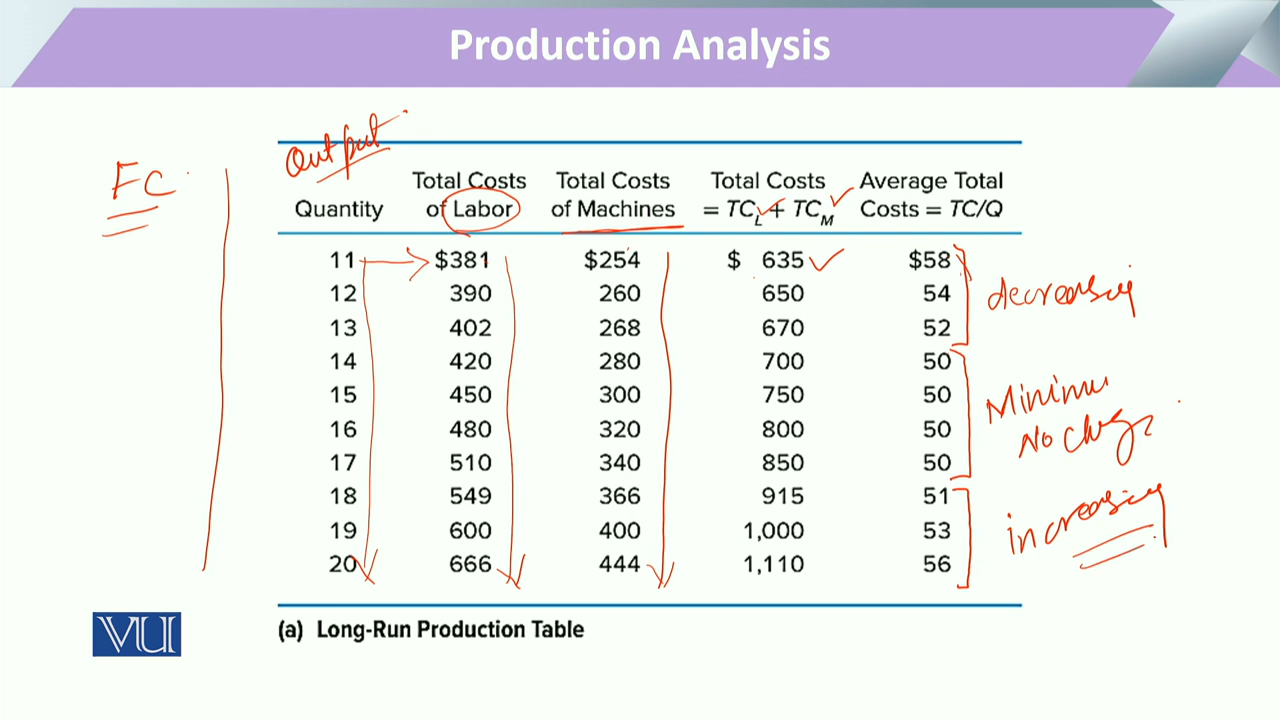 Production Analysis
Output
FC
Total Costs Total Costs Total Costs Average Total
Quantity of Labor of Machines = TC_L + TC_M Costs = TC/Q
11 $381 $254 $ 635 $58
12 390 260 650 54
13 402 268 670 52
14 420 280 700 50
15 450 300 750 50
16 480 320 800 50
17 510 340 850 50
18 549 366 915 51
19 600 400 1,000 53
20 666 444 1,110 56
decreasing
No
increasing
VU
(a) Long-Run Production Table